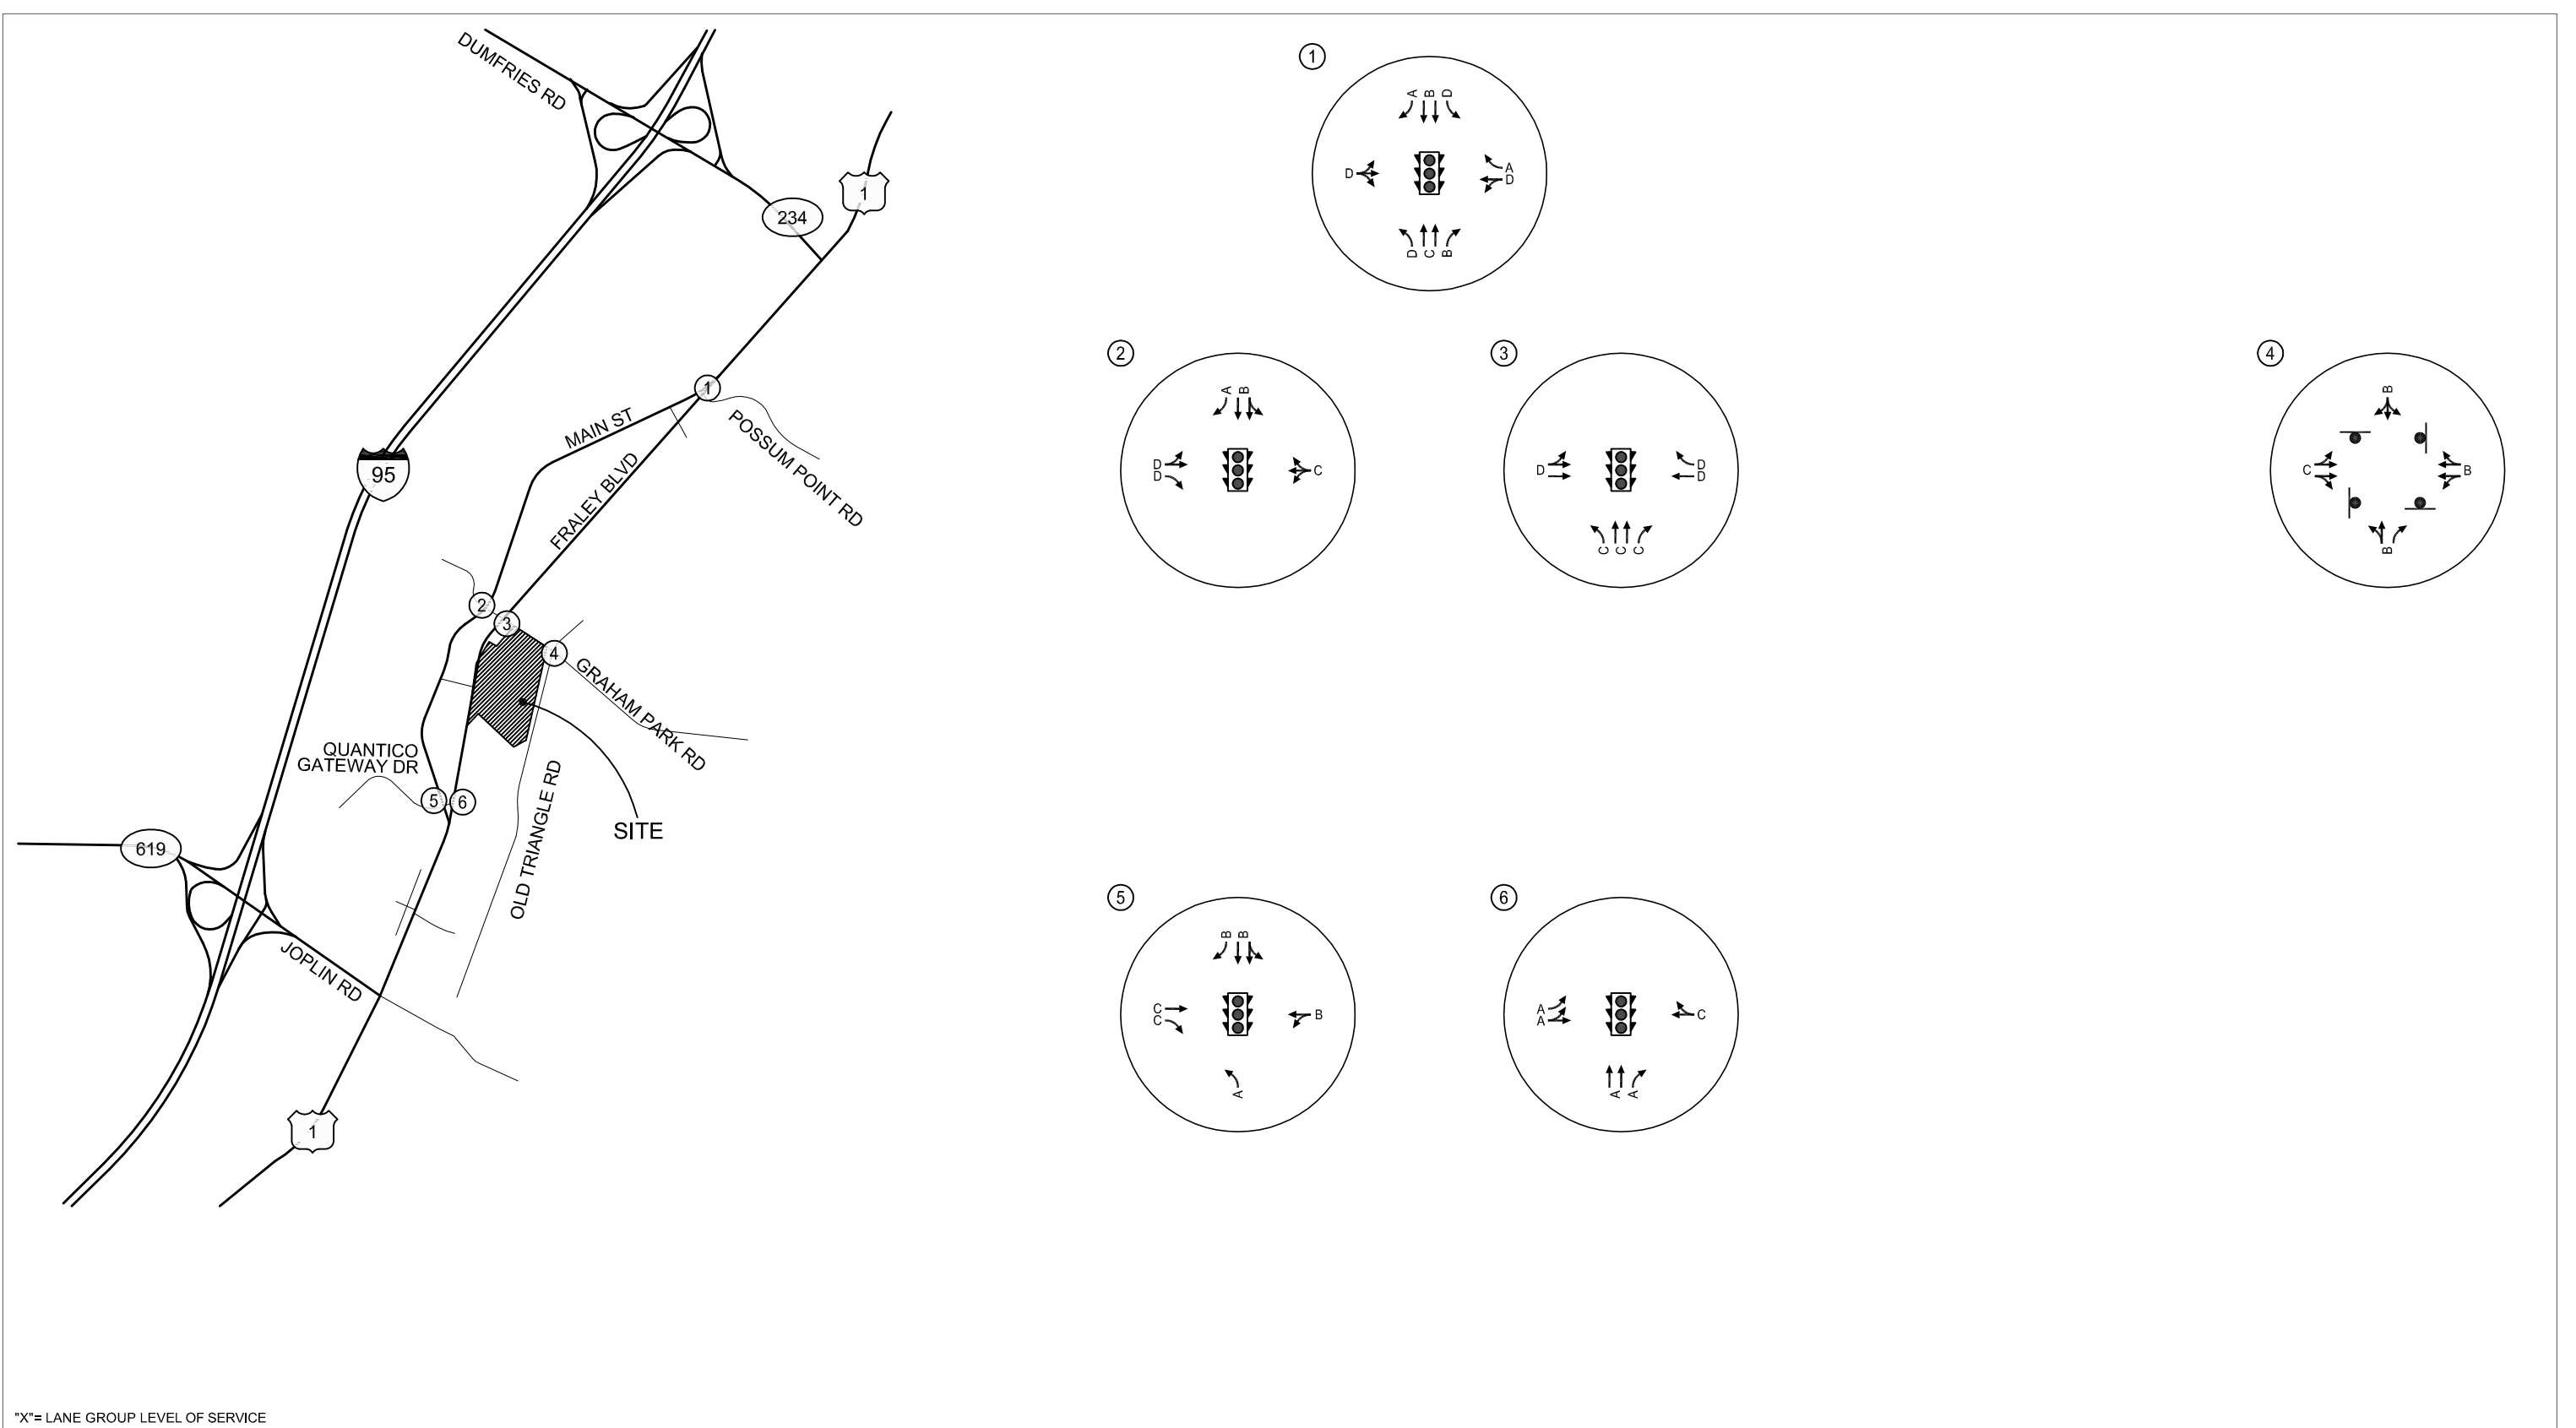 DUMFRIES RD
1
234
1
MAIN ST
POSSUM POINT RD
FRALEY BLVD
95
2
3
4
GRAHAM PARK RD
QUANTICO
GATEWAY DR
5
6
OLD TRIANGLE RD
SITE
619
JOPLIN RD
1
1
A B D
D
A
D
D C B
2
A B
D
D
C
3
D
D
D
C C C
4
B
C
B
B
5
B B
C
C
B
A
6
A
A
C
A A
"X"= LANE GROUP LEVEL OF SERVICE